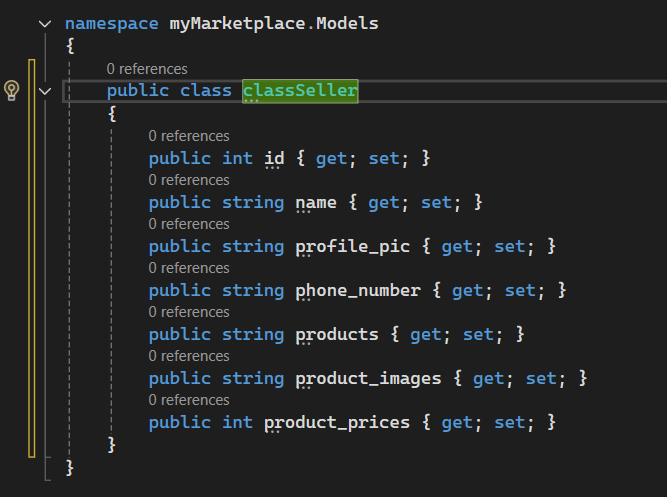 namespace myMarketplace.Models
{
0 references
public class classSeller
{
0 references
public int id { get; set; }
0 references
public string name { get; set; }
0 references
public string profile_pic { get; set; }
0 references
public string phone_number { get; set; }
0 references
public string products { get; set; }
0 references
public string product_images { get; set; }
0 references
public int product_prices { get; set; }
}
}